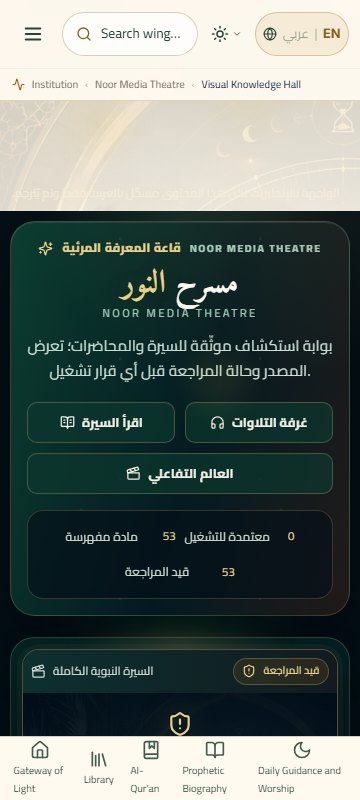 Search wing...
عربي | EN
Institution ‹ Noor Media Theatre ‹ Visual Knowledge Hall
قاعة المعرفة المرئية NOOR MEDIA THEATRE
مسرح النور
NOOR MEDIA THEATRE
بوابة استكشاف موثّقة للسيرة والمحاضرات؛ تعرض
المصدر وحالة المراجعة قبل أي قرار تشغيل.
غرفة التلاوات
اقرأ السيرة
العالم التفاعلي
0 معتمدة للتشغيل 53 مادة مفهرسة
53 قيد المراجعة
قيد المراجعة
السيرة النبوية الكاملة
Gateway of Light
Library
Al-Qur'an
Prophetic Biography
Daily Guidance and Worship